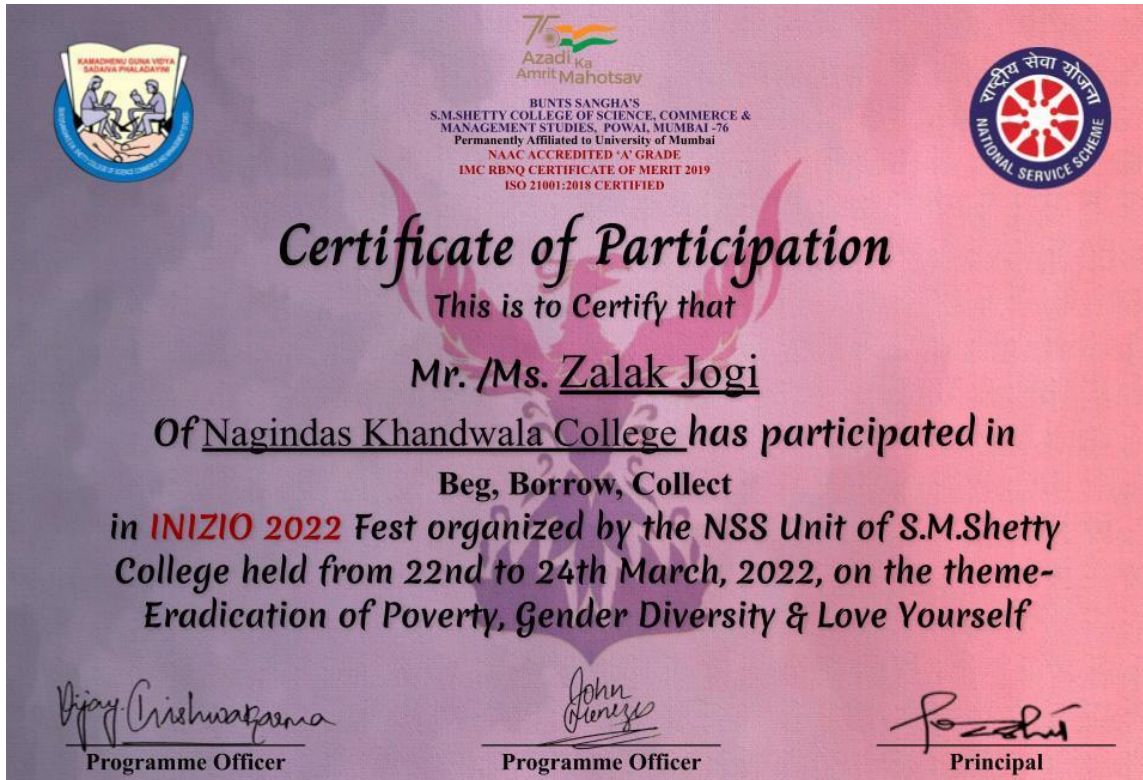 KAMADHENU GUNA VIDYA
SADAIVA PHALADAYINI
75
Azadi Ka
Amrit Mahotsav
राष्ट्रीय सेवा योजना
NATIONAL SERVICE SCHEME
BUNTS SANGHA'S
S.M.SHETTY COLLEGE OF SCIENCE, COMMERCE &
MANAGEMENT STUDIES, POWAI, MUMBAI -76
Permanently Affiliated to University of Mumbai
NAAC ACCREDITED 'A' GRADE
IMC RBNQ CERTIFICATE OF MERIT 2019
ISO 21001:2018 CERTIFIED
Certificate of Participation
This is to Certify that
Mr. /Ms. Zalak Jogi
Of Nagindas Khandwala College has participated in
Beg, Borrow, Collect
in INIZIO 2022 Fest organized by the NSS Unit of S.M.Shetty
College held from 22nd to 24th March, 2022, on the theme-
Eradication of Poverty, Gender Diversity & Love Yourself
Vijay. Vishwakarma
John
Menezes
Programme Officer
Programme Officer
Principal